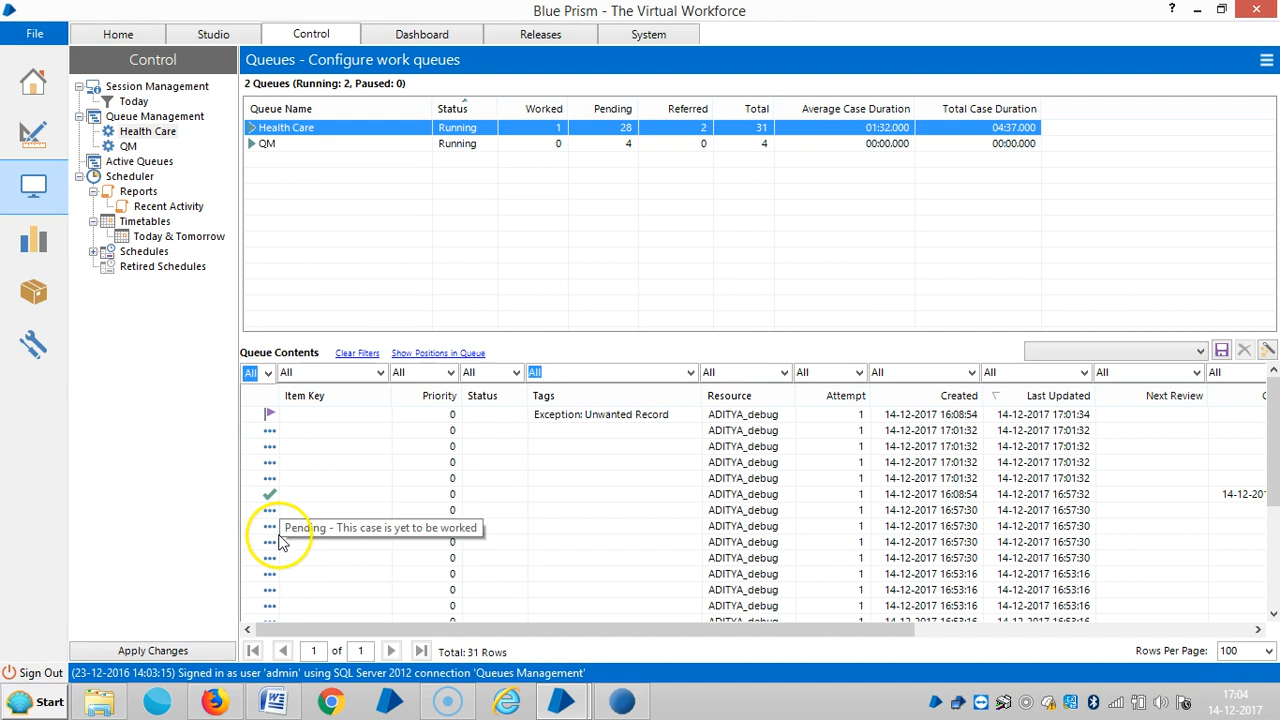 Blue Prism - The Virtual Workforce
File Home Studio Control Dashboard Releases System
Control
Session Management
Today
Queue Management
Health Care
QM
Active Queues
Scheduler
Reports
Recent Activity
Timetables
Today & Tomorrow
Schedules
Retired Schedules
Apply Changes
Queues - Configure work queues
2 Queues (Running: 2, Paused: 0)
Queue Name Status Worked Pending Referred Total Average Case Duration Total Case Duration
Health Care Running 1 28 2 31 01:32.000 04:37.000
QM Running 0 4 0 4 00:00.000 00:00.000
Queue Contents Clear Filters Show Positions in Queue
All All All All All All All All All All All
Item Key Priority Status Tags Resource Attempt Created Last Updated Next Review C
0 Exception: Unwanted Record ADITYA_debug 1 14-12-2017 16:08:54 14-12-2017 17:01:34
0 ADITYA_debug 1 14-12-2017 17:01:32 14-12-2017 17:01:32
0 ADITYA_debug 1 14-12-2017 17:01:32 14-12-2017 17:01:32
0 ADITYA_debug 1 14-12-2017 17:01:32 14-12-2017 17:01:32
0 ADITYA_debug 1 14-12-2017 17:01:32 14-12-2017 17:01:32
0 ADITYA_debug 1 14-12-2017 16:08:54 14-12-2017 16:57:32 14-12-20
0 ADITYA_debug 1 14-12-2017 16:57:30 14-12-2017 16:57:30
Pending - This case is yet to be worked ADITYA_debug 1 14-12-2017 16:57:30 14-12-2017 16:57:30
0 ADITYA_debug 1 14-12-2017 16:57:30 14-12-2017 16:57:30
0 ADITYA_debug 1 14-12-2017 16:57:30 14-12-2017 16:57:30
0 ADITYA_debug 1 14-12-2017 16:53:16 14-12-2017 16:53:16
0 ADITYA_debug 1 14-12-2017 16:53:16 14-12-2017 16:53:16
0 ADITYA_debug 1 14-12-2017 16:53:16 14-12-2017 16:53:16
1 of 1 Total: 31 Rows Rows Per Page: 100
Sign Out (23-12-2016 14:03:15) Signed in as user 'admin' using SQL Server 2012 connection 'Queues Management'
Start 17:04
14-12-2017